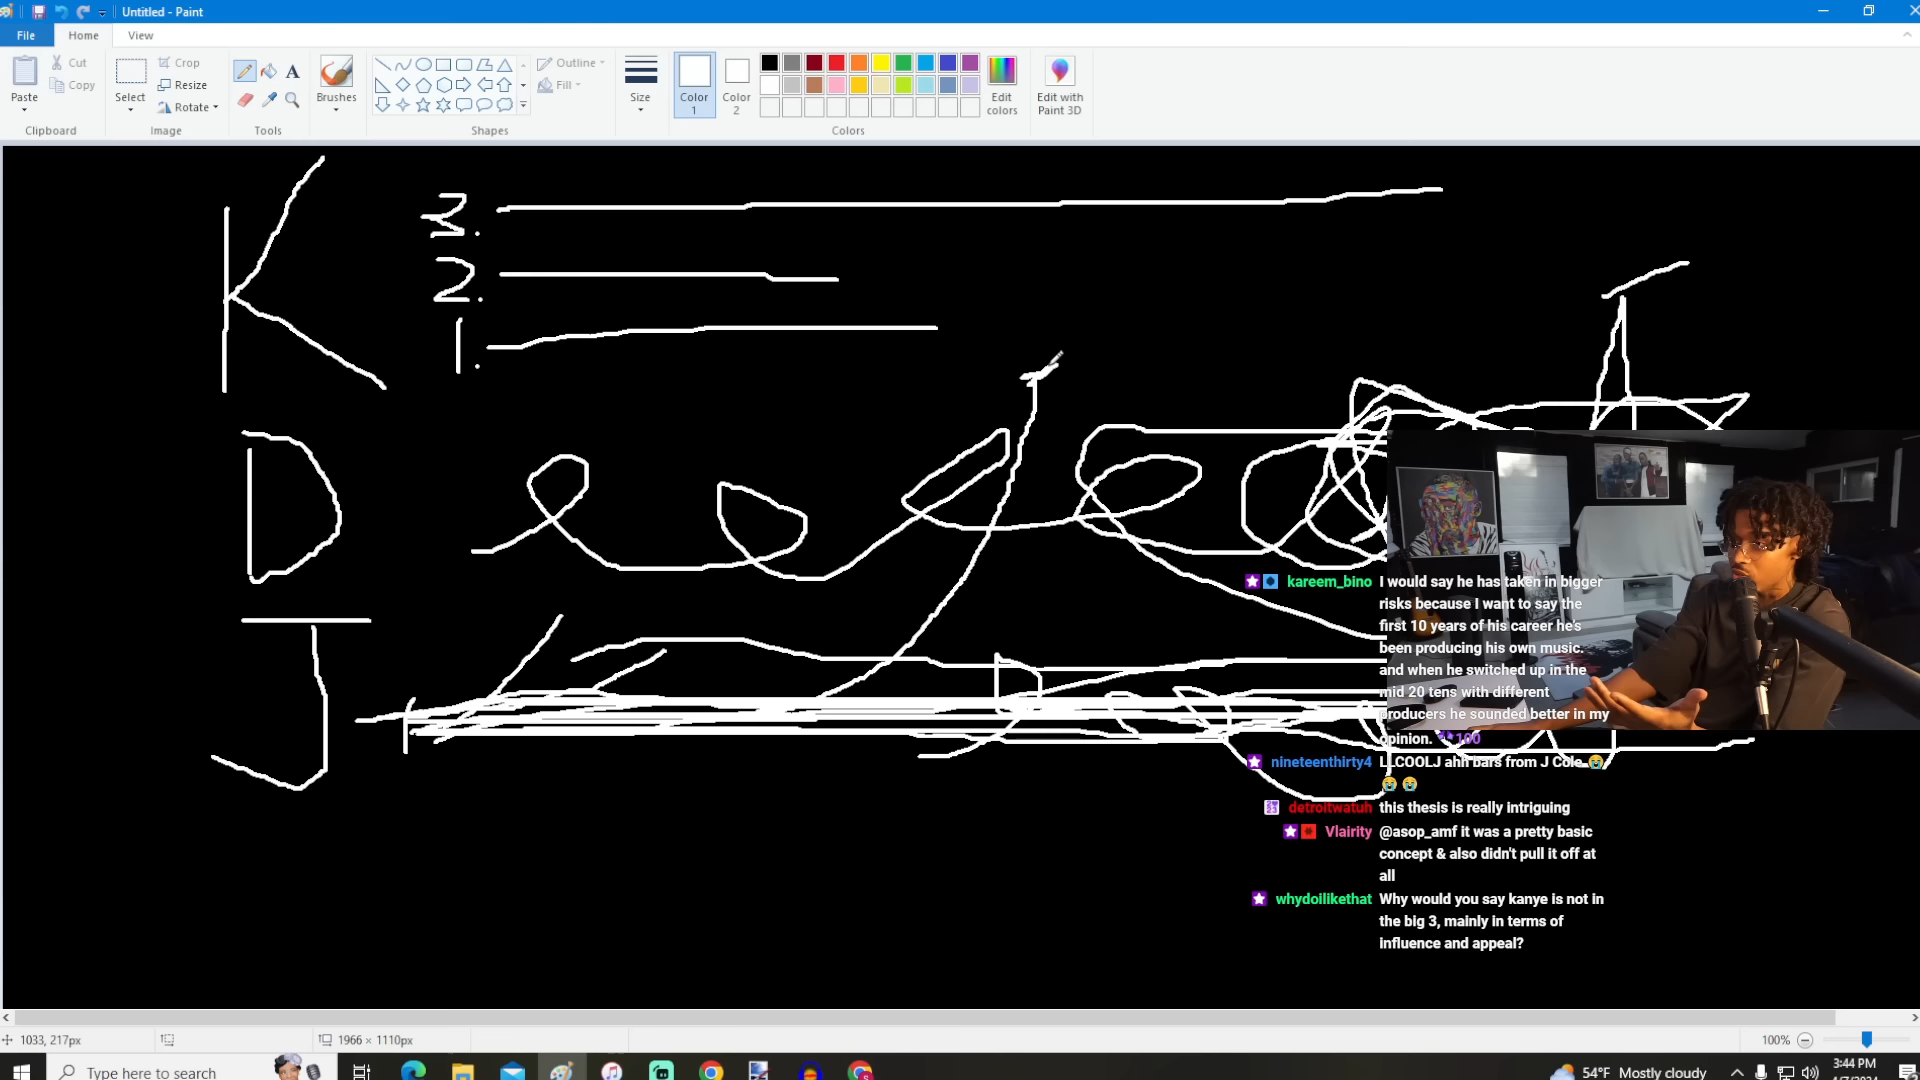 Untitled - Paint
File Home View
Paste
Cut
Copy
Clipboard
Select
Crop
Resize
Rotate
Image
Tools
Brushes
Shapes
Outline
Fill
Size
Color
1
Color
2
Colors
Edit
colors
Edit with
Paint 3D
K
3.
2.
1.
D
J
kareem_bino I would say he has taken in bigger
risks because I want to say the
first 10 years of his career he's
been producing his own music.
and when he switched up in the
mid 20 tens with different
producers he sounded better in my
opinion. 100
nineteenthirty4 LLCOOLJ ahh bars from J Cole 😭
😭 😭
detroitwatuh this thesis is really intriguing
Vlairity @asop_amf it was a pretty basic
concept & also didn't pull it off at
all
whydoilikethat Why would you say kanye is not in
the big 3, mainly in terms of
influence and appeal?
1033, 217px
1966 × 1110px
100%
Type here to search
54°F Mostly cloudy
3:44 PM